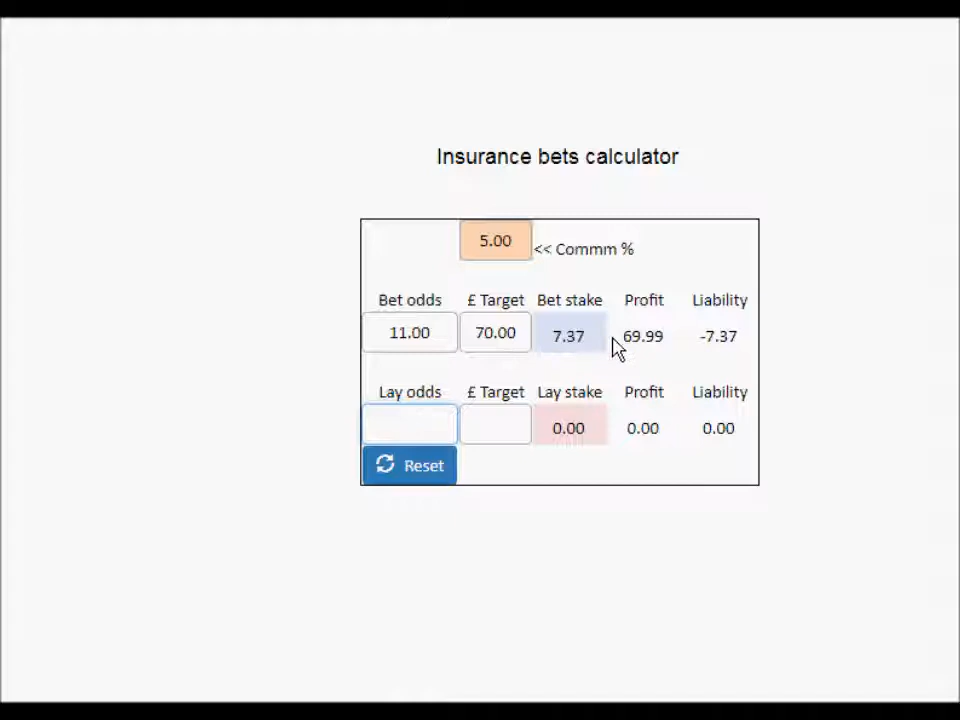 Insurance bets calculator
5.00 << Commm %
Bet odds £ Target Bet stake Profit Liability
11.00 70.00 7.37 69.99 -7.37
Lay odds £ Target Lay stake Profit Liability
0.00 0.00 0.00
Reset